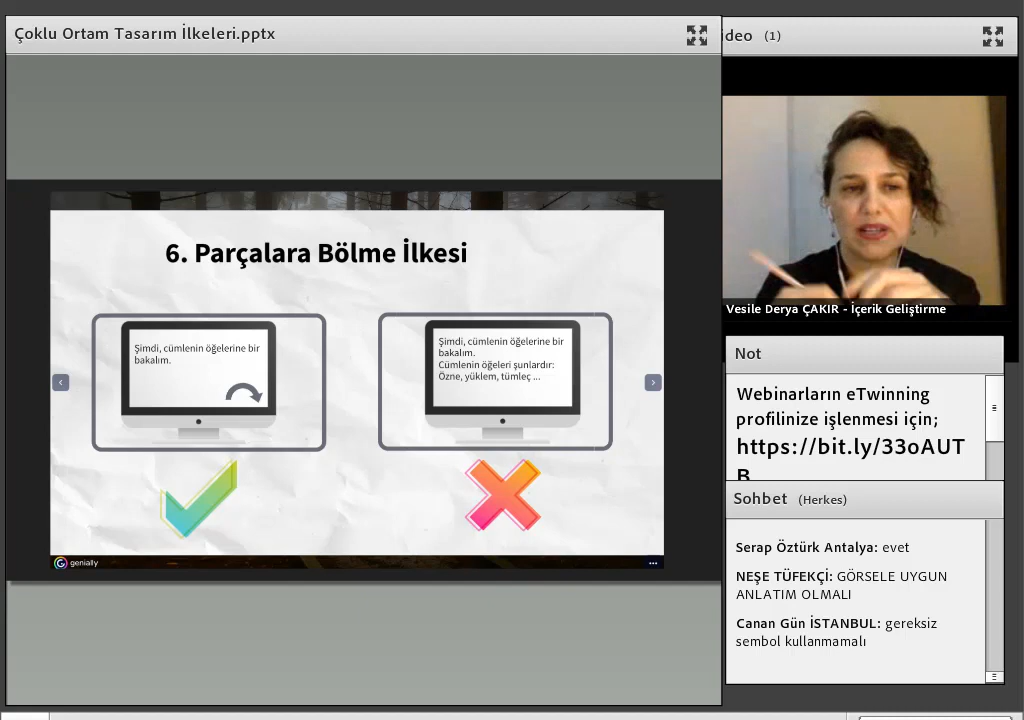 Çoklu Ortam Tasarım İlkeleri.pptx
ideo (1)
6. Parçalara Bölme İlkesi
Şimdi, cümlenin öğelerine bir
bakalım.
Şimdi, cümlenin öğelerine bir
bakalım.
Cümlenin öğeleri şunlardır:
Özne, yüklem, tümleç ...
genially
Vesile Derya ÇAKIR - İçerik Geliştirme
Not
Webinarların eTwinning
profilinize işlenmesi için;
https://bit.ly/33oAUT
B
Sohbet (Herkes)
Serap Öztürk Antalya: evet
NEŞE TÜFEKÇİ: GÖRSELE UYGUN
ANLATIM OLMALI
Canan Gün İSTANBUL: gereksiz
sembol kullanmamalı